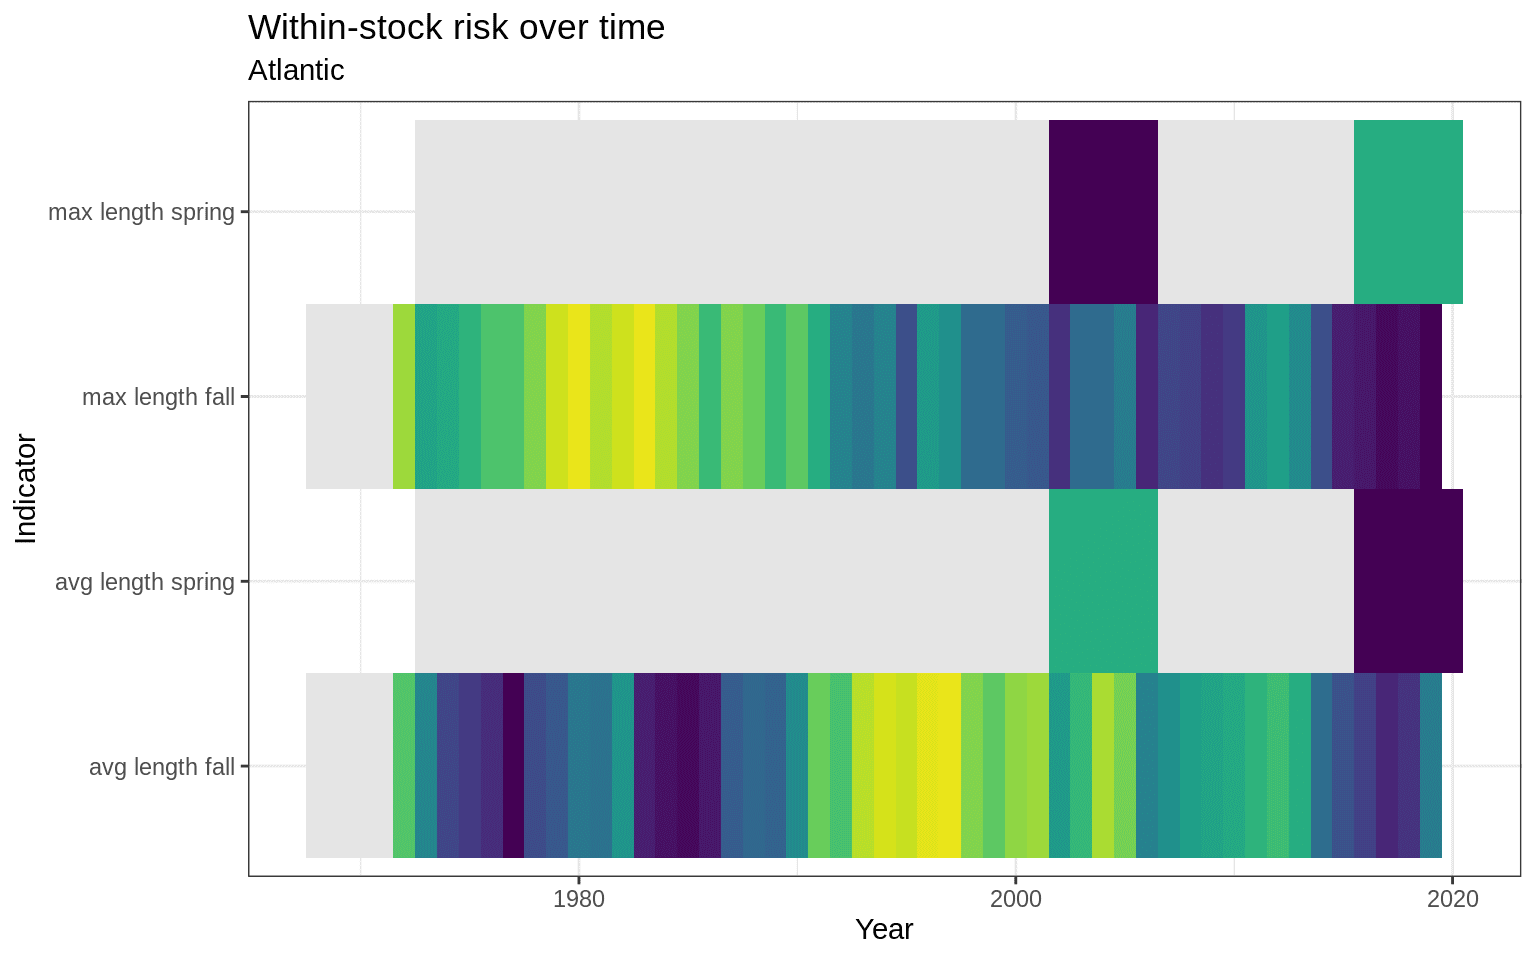 Within-stock risk over time
Atlantic
max length spring
max length fall
avg length spring
avg length fall
Indicator
1980
2000
2020
Year